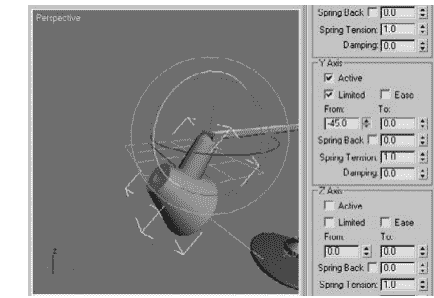 Perspective
Spring Back 0.0
Spring Tension: 1.0
Damping: 0.0
Y Axis
Active
Limited Ease
From: To:
-45.0 0.0
Spring Back 0.0
Spring Tension: 1.0
Damping: 0.0
Z Axis
Active
Limited Ease
From: To:
0.0 0.0
Spring Back 0.0
Spring Tension: 1.0
z